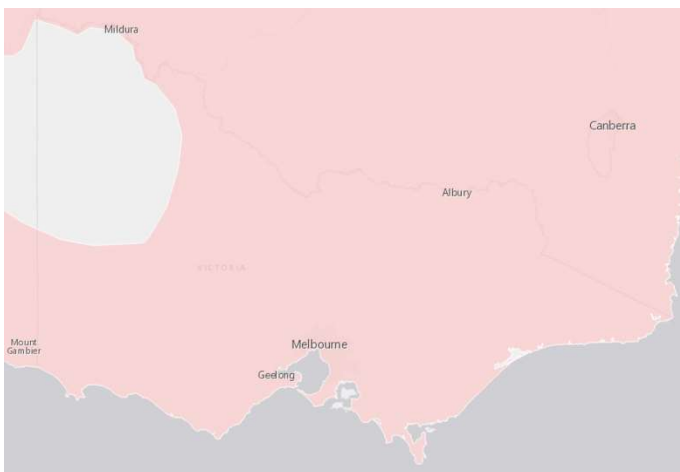 Mildura
Canberra
Albury
VICTORIA
Mount
Gambier
Melbourne
Geelong